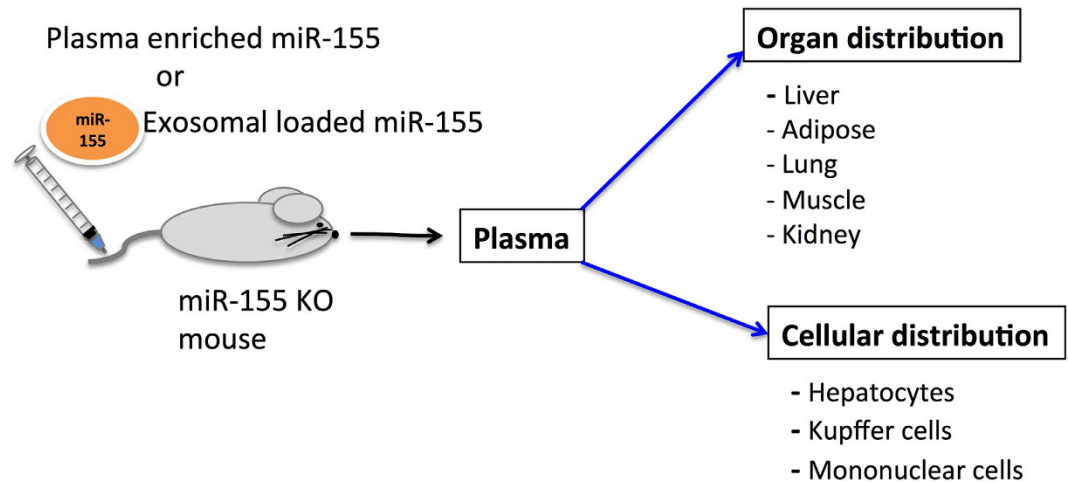 Plasma enriched miR-155
or
miR-
155
Exosomal loaded miR-155
miR-155 KO
mouse
Plasma
Organ distribution
- Liver
- Adipose
- Lung
- Muscle
- Kidney
Cellular distribution
- Hepatocytes
- Kupffer cells
- Mononuclear cells